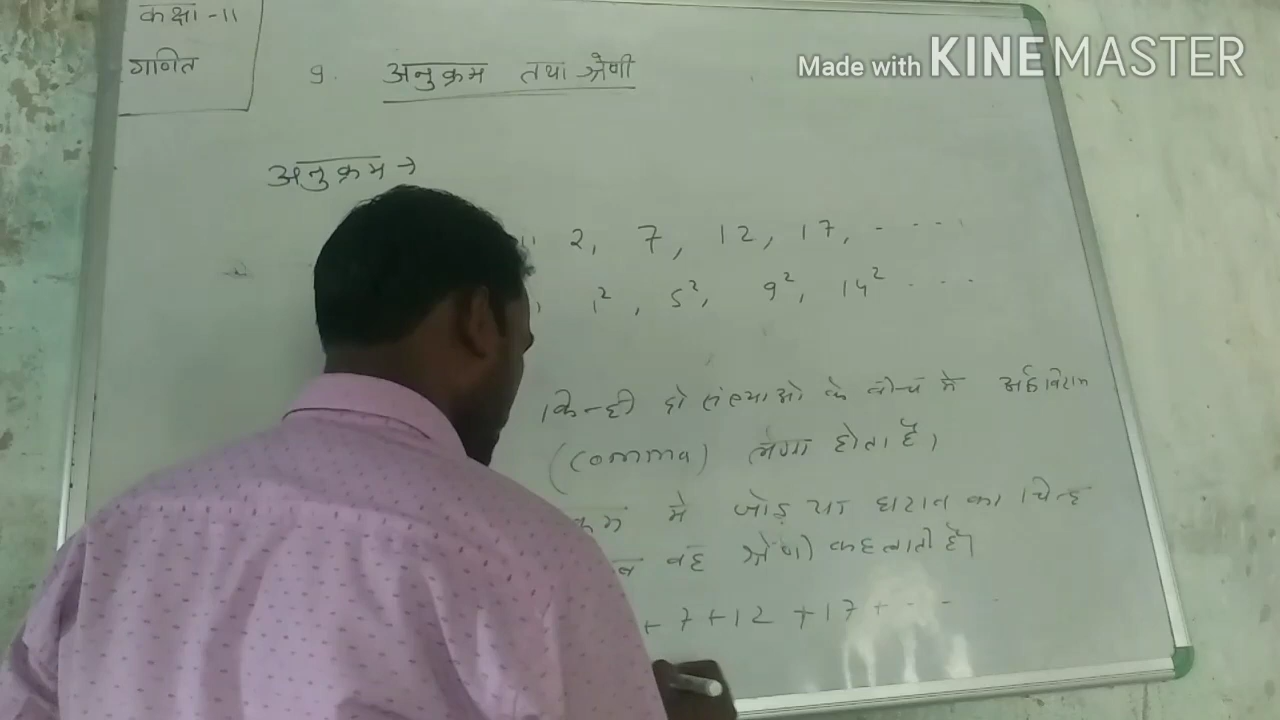 कक्षा - 11
गणित
Made with KINEMASTER
9. अनुक्रम तथा श्रेणी
अनुक्रम →
2, 7, 12, 17, - - - -
1², 5², 9², 14² - - -
किन्ही दो संख्याओ के बीच मे अर्द्धविराम
(comma) लगा होता है।
क्रम मे जोड़ या घटाव का चिन्ह
वह श्रेणी कहलाती है।
+ 7 + 12 + 17 + - - -